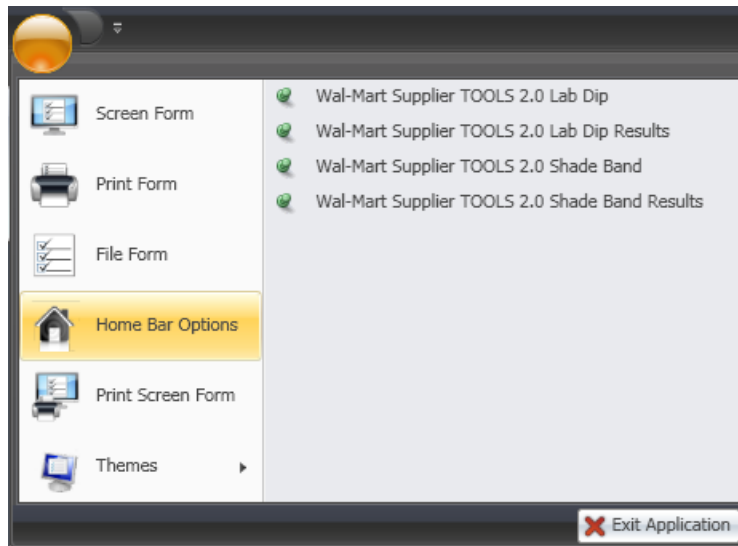 Screen Form
Print Form
File Form
Home Bar Options
Print Screen Form
Themes
Wal-Mart Supplier TOOLS 2.0 Lab Dip
Wal-Mart Supplier TOOLS 2.0 Lab Dip Results
Wal-Mart Supplier TOOLS 2.0 Shade Band
Wal-Mart Supplier TOOLS 2.0 Shade Band Results
Exit Application